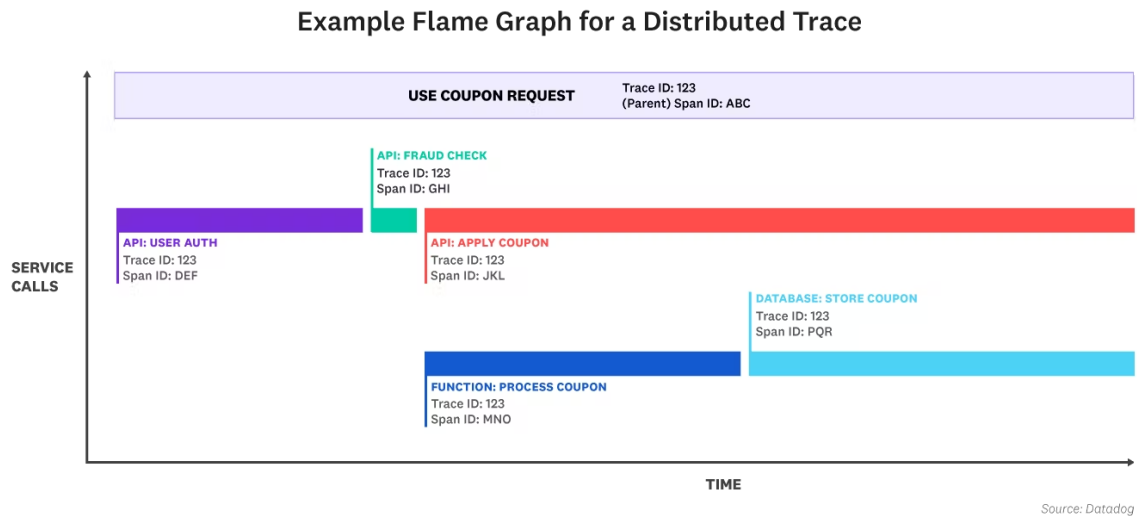 Example Flame Graph for a Distributed Trace
USE COUPON REQUEST
Trace ID: 123
(Parent) Span ID: ABC
API: FRAUD CHECK
Trace ID: 123
Span ID: GHI
API: USER AUTH
Trace ID: 123
Span ID: DEF
API: APPLY COUPON
Trace ID: 123
Span ID: JKL
SERVICE
CALLS
DATABASE: STORE COUPON
Trace ID: 123
Span ID: PQR
FUNCTION: PROCESS COUPON
Trace ID: 123
Span ID: MNO
TIME
Source: Datadog